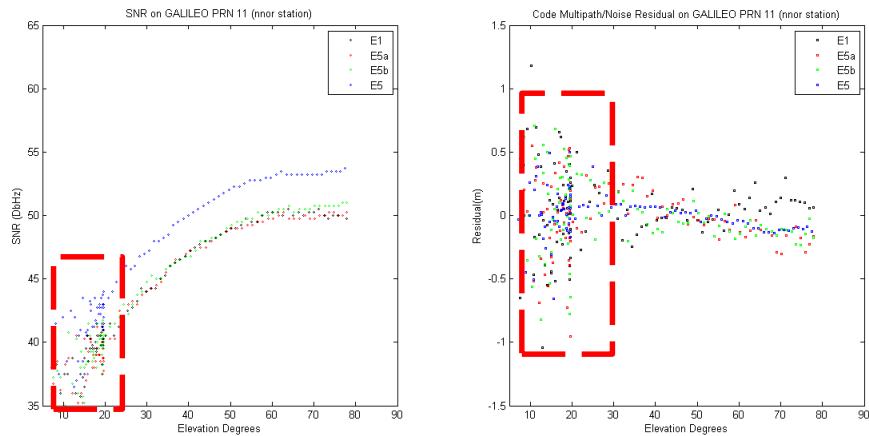 SNR on GALILEO PRN 11 (nnor station)
65
60
55
50
45
40
35
SNR (DbHz)
10
20
30
40
50
60
70
80
90
Elevation Degrees
E1
E5a
E5b
E5
Code Multipath/Noise Residual on GALILEO PRN 11 (nnor station)
1.5
1
0.5
0
-0.5
-1
-1.5
Residual(m)
10
20
30
40
50
60
70
80
90
Elevation Degrees
E1
E5a
E5b
E5